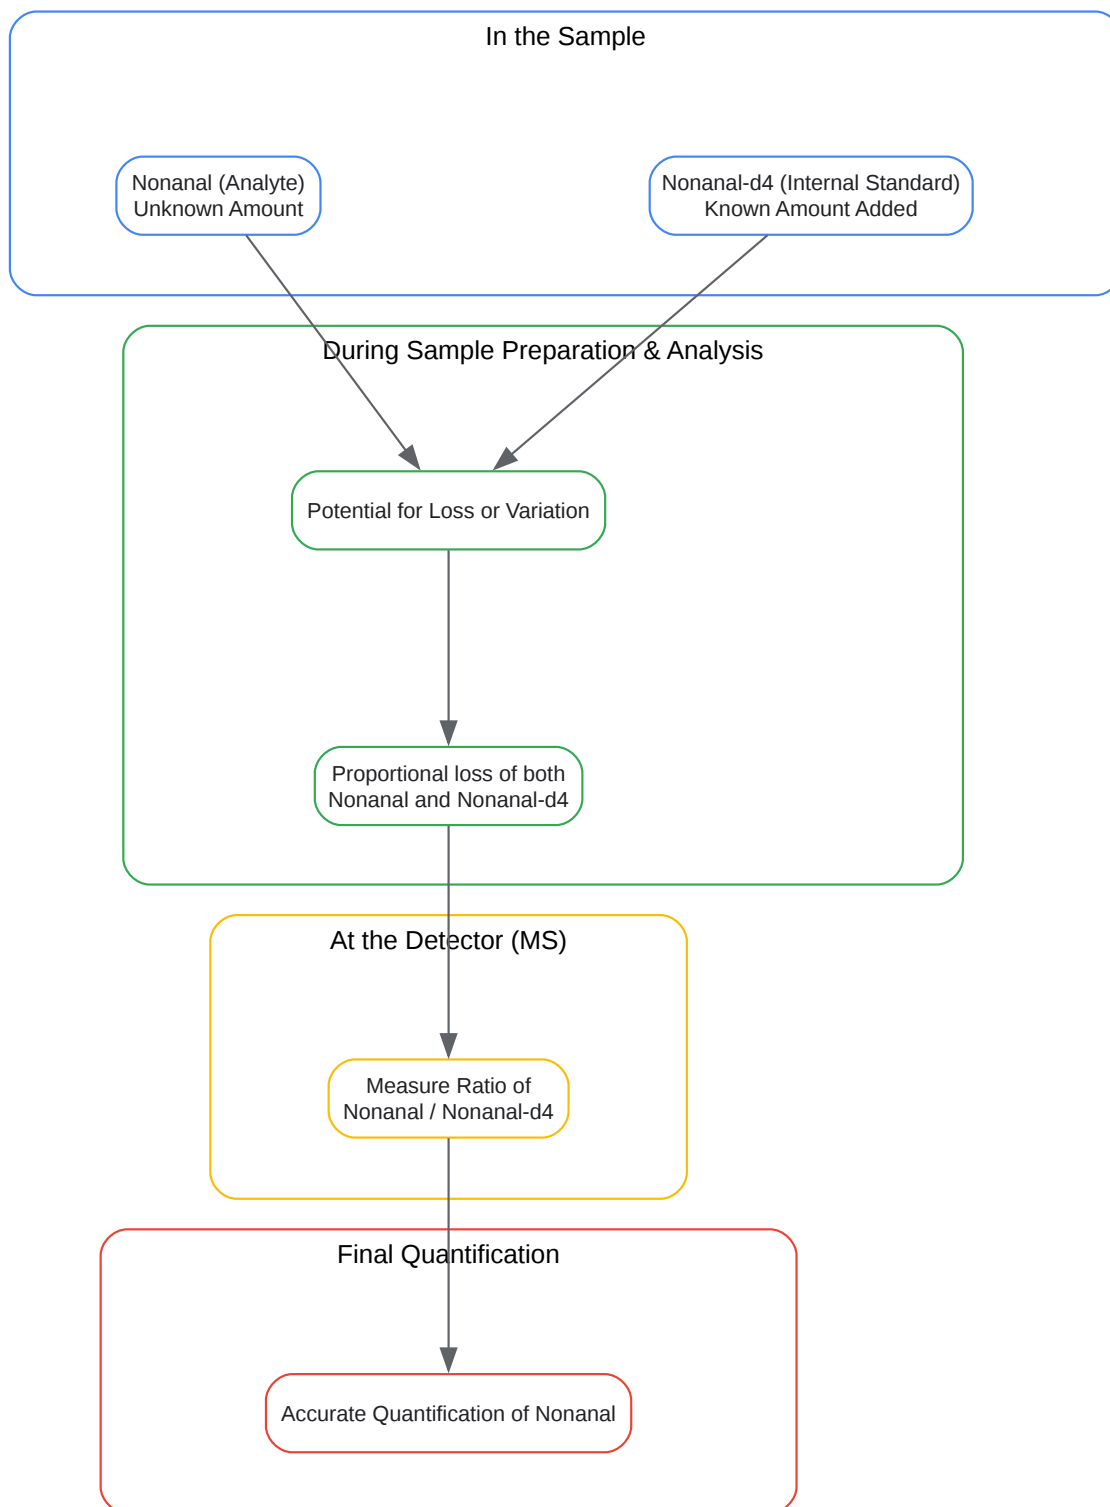 In the Sample
Nonanal (Analyte)
Unknown Amount
Nonanal-d4 (Internal Standard)
Known Amount Added
During Sample Preparation & Analysis
Potential for Loss or Variation
Proportional loss of both
Nonanal and Nonanal-d4
At the Detector (MS)
Measure Ratio of
Nonanal / Nonanal-d4
Final Quantification
Accurate Quantification of Nonanal